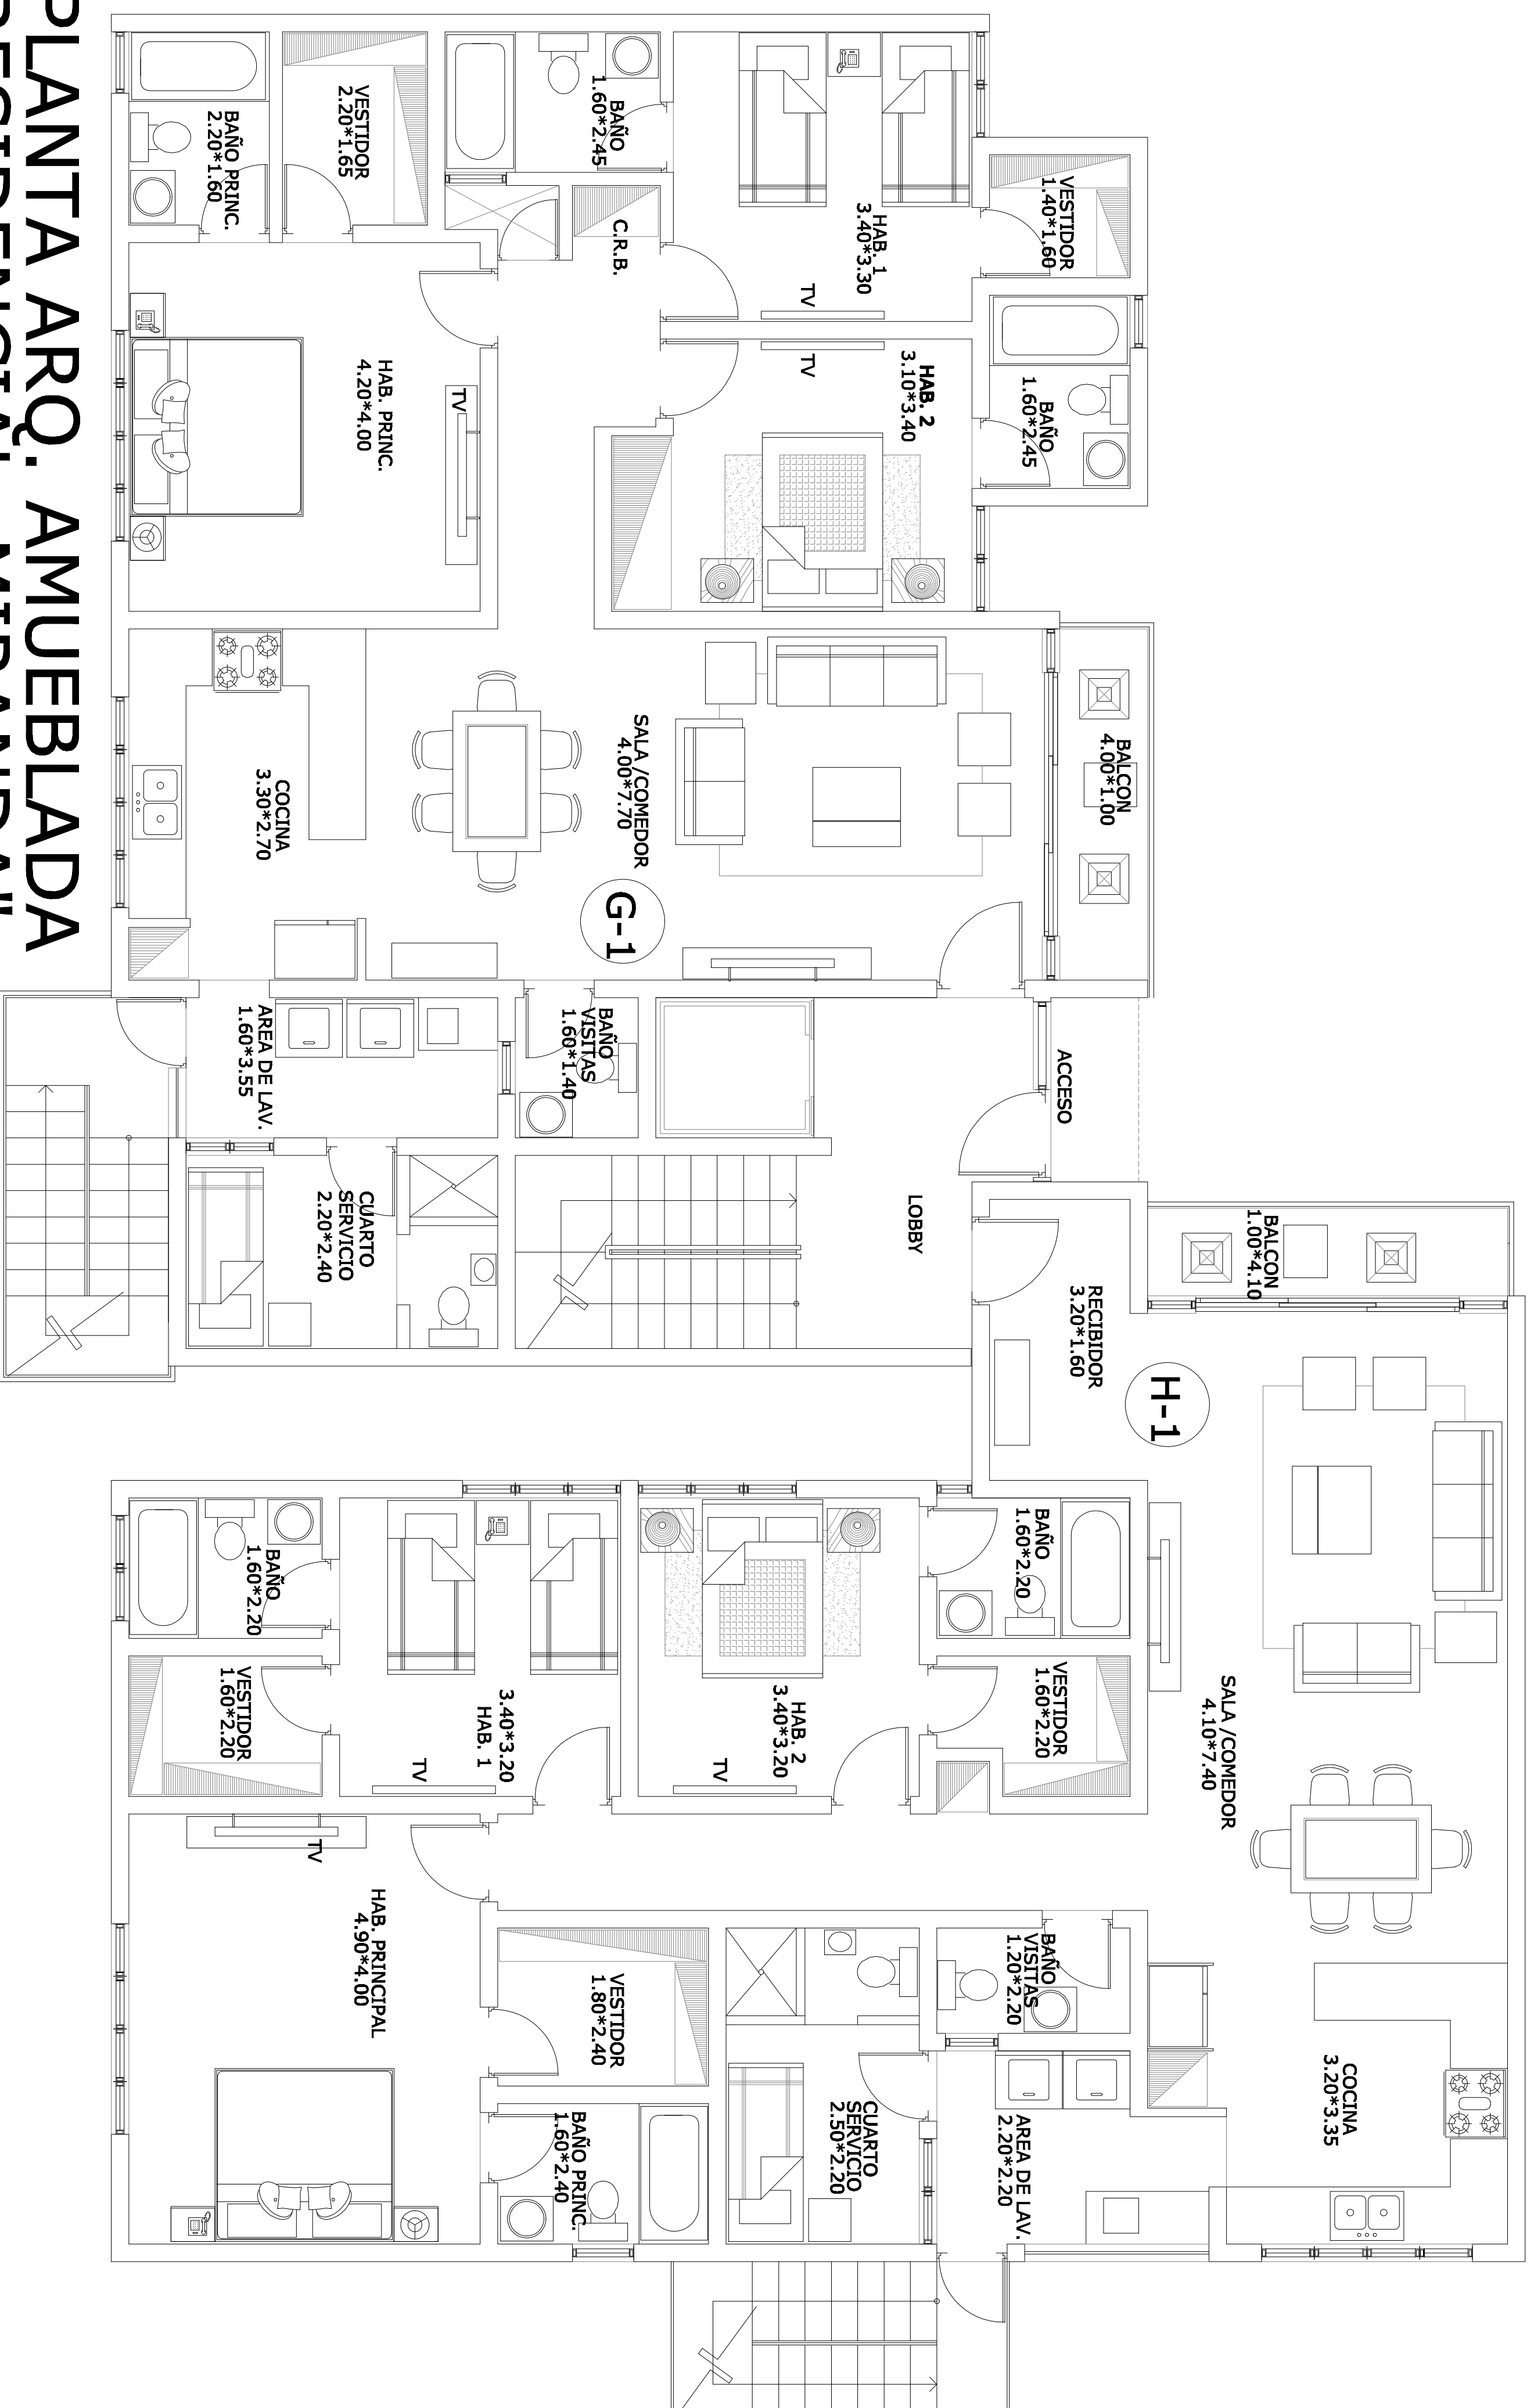 PLANTA ARQ. AMUEBLADA
BAÑO PRINC.
2.20*1.60
VESTIDOR
2.20*1.65
BAÑO
1.60*2.45
C.R.B.
HAB. 1
3.40*3.30
TV
VESTIDOR
1.40*1.60
BAÑO
1.60*2.45
HAB. 2
3.10*3.40
TV
HAB. PRINC.
4.20*4.00
TV
SALA /COMEDOR
4.00*7.70
BALCON
4.00*1.00
COCINA
3.30*2.70
G-1
AREA DE LAV.
1.60*3.55
BAÑO
VISITAS
1.60*1.40
ACCESO
LOBBY
CUARTO
SERVICIO
2.20*2.40
BALCON
1.00*4.10
RECIBIDOR
3.20*1.60
H-1
BAÑO
1.60*2.20
VESTIDOR
1.60*2.20
HAB. 1
3.40*3.20
TV
HAB. 2
3.40*3.20
TV
BAÑO
1.60*2.20
VESTIDOR
1.60*2.20
SALA /COMEDOR
4.10*7.40
TV
HAB. PRINCIPAL
4.90*4.00
VESTIDOR
1.80*2.40
BAÑO PRINC.
1.60*2.40
BAÑO
VISITAS
1.20*2.20
CUARTO
SERVICIO
2.50*2.20
AREA DE LAV.
2.20*2.20
COCINA
3.20*3.35